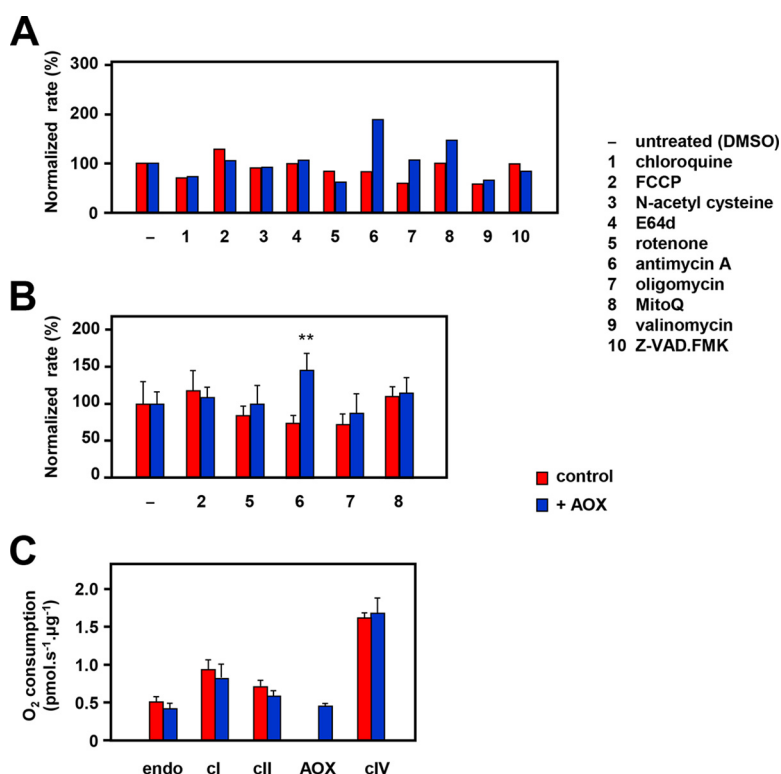 A
Normalized rate (%)
300
200
100
0
– 1 2 3 4 5 6 7 8 9 10
– untreated (DMSO)
1 chloroquine
2 FCCP
3 N-acetyl cysteine
4 E64d
5 rotenone
6 antimycin A
7 oligomycin
8 MitoQ
9 valinomycin
10 Z-VAD.FMK
B
Normalized rate (%)
200
150
100
50
0
**
– 2 5 6 7 8
control
+ AOX
C
O₂ consumption
(pmol.s⁻¹.µg⁻¹)
2.0
1.5
1.0
0.5
0
endo cI cII AOX cIV